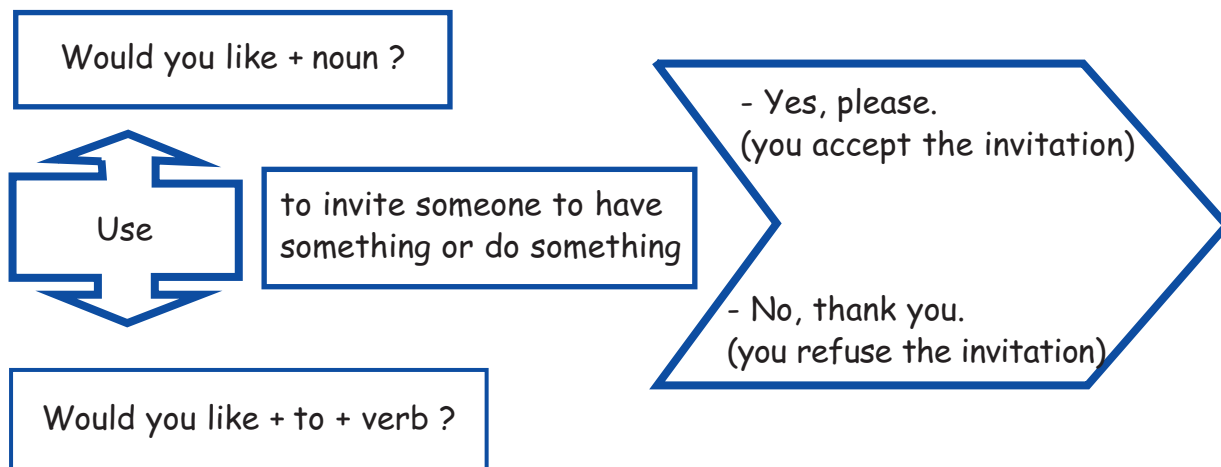 Would you like + noun ?
Use
to invite someone to have
something or do something
Would you like + to + verb ?
- Yes, please.
(you accept the invitation)
- No, thank you.
(you refuse the invitation)